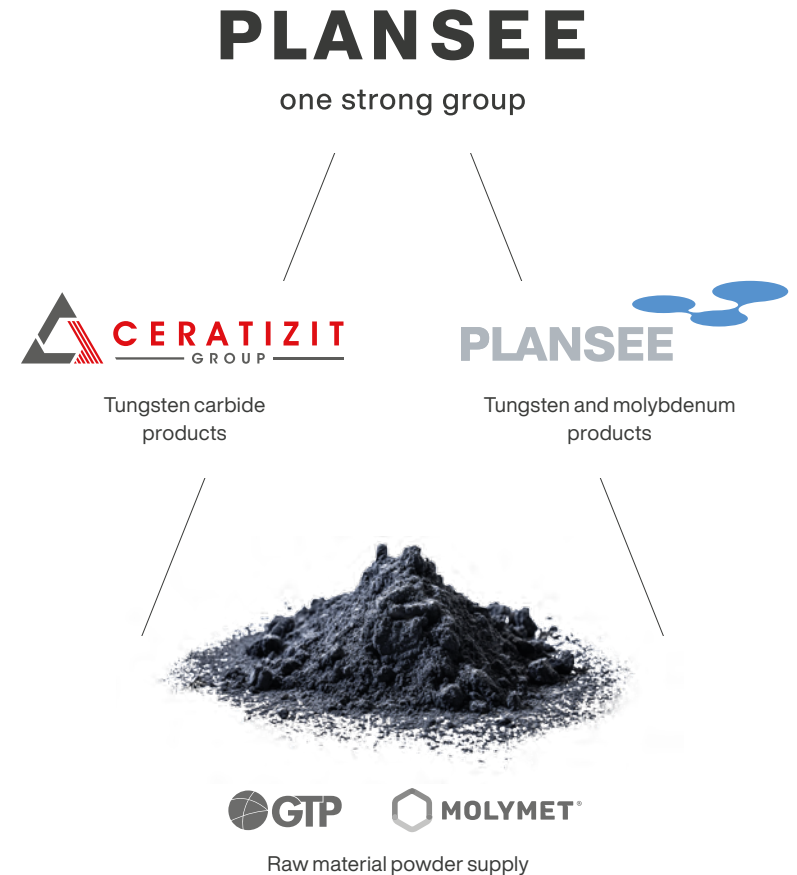 PLANSEE
one strong group
CERATIZIT
GROUP
PLANSEE
Tungsten carbide
products
Tungsten and molybdenum
products
GTP
MOLYMET®
Raw material powder supply